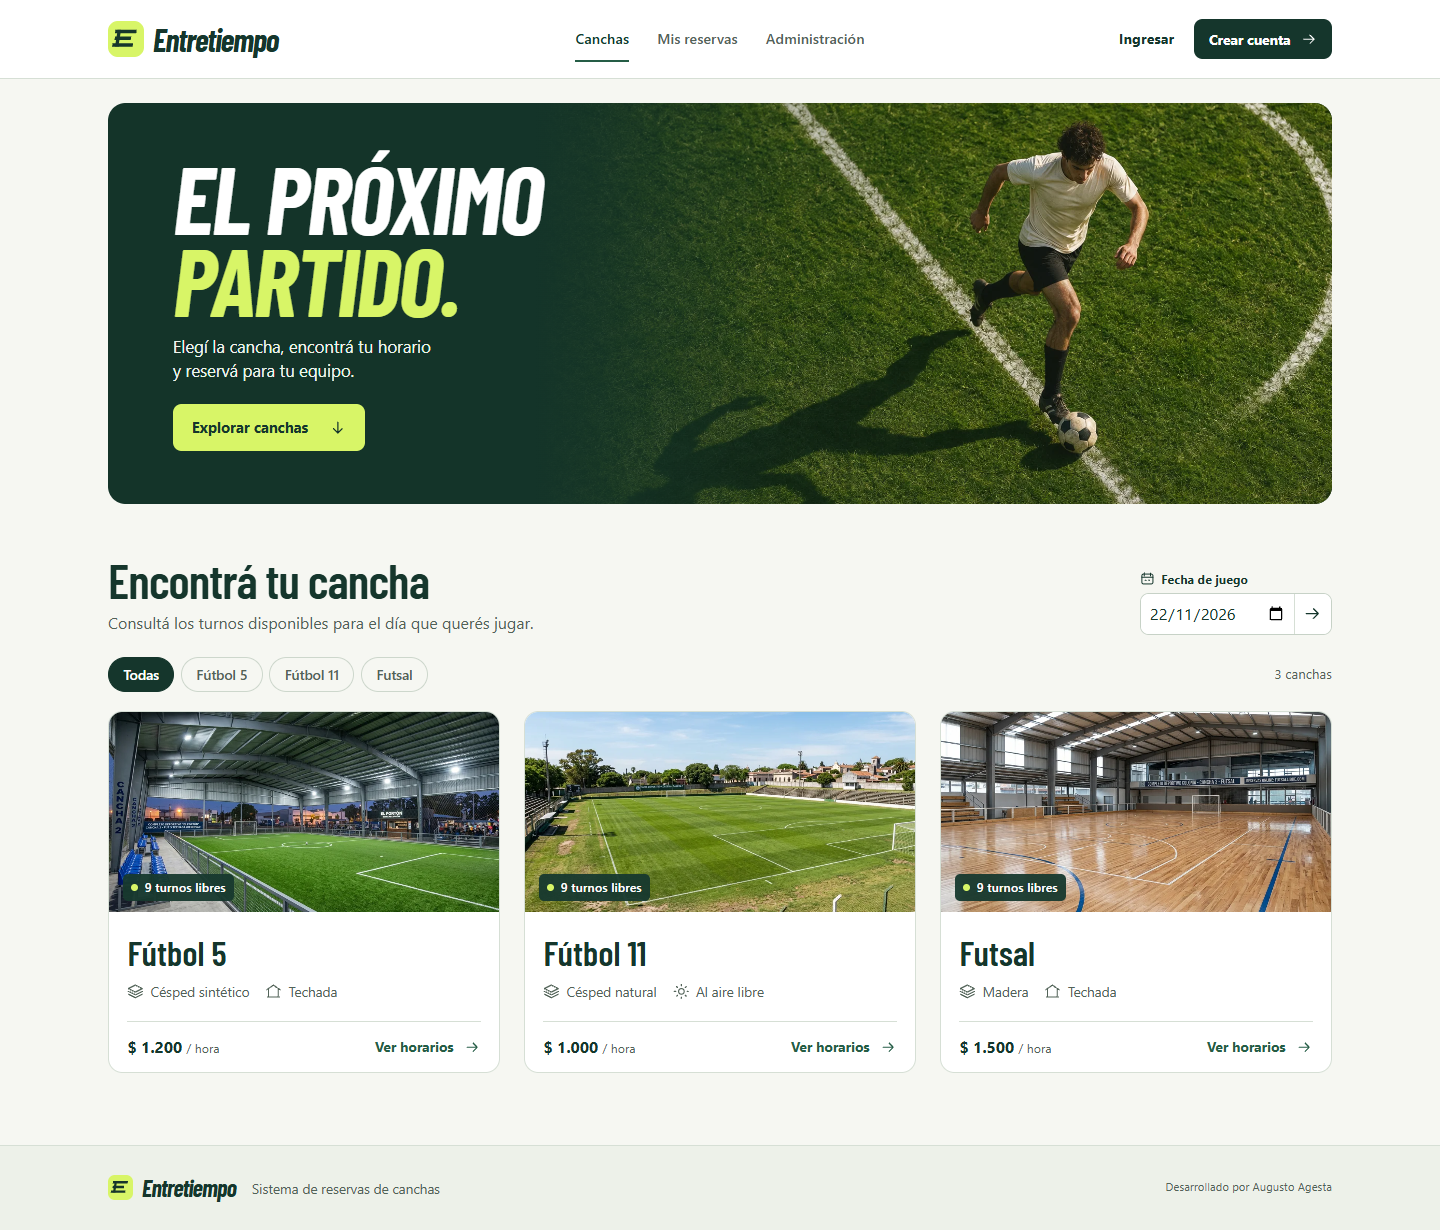 Entretiempo
Canchas
Mis reservas
Administración
Ingresar
Crear cuenta
EL PRÓXIMO
PARTIDO.
Elegí la cancha, encontrá tu horario
y reservá para tu equipo.
Explorar canchas
Encontrá tu cancha
Consultá los turnos disponibles para el día que querés jugar.
Fecha de juego
22/11/2026
Todas
Fútbol 5
Fútbol 11
Futsal
3 canchas
CANCHA 2
9 turnos libres
9 turnos libres
9 turnos libres
Fútbol 5
Césped sintético
Techada
$ 1.200 / hora
Ver horarios
Fútbol 11
Césped natural
Al aire libre
$ 1.000 / hora
Ver horarios
Futsal
Madera
Techada
$ 1.500 / hora
Ver horarios
Entretiempo
Sistema de reservas de canchas
Desarrollado por Augusto Agesta